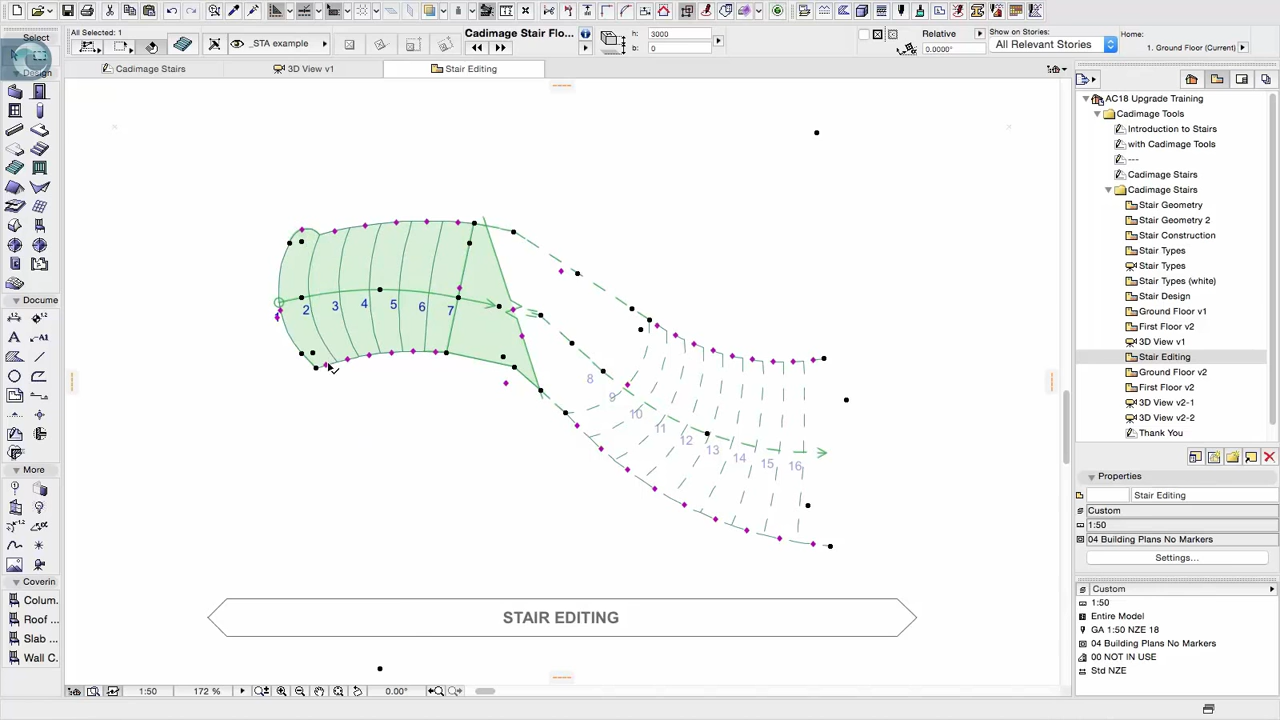 All Selected: 1
_STA example
Cadimage Stair Flo...
h: 3000
b: 0
Relative
0.0000°
Show on Stories:
All Relevant Stories
Home:
1. Ground Floor (Current)
Select
Design
Cadimage Stairs
3D View v1
Stair Editing
Docume
More
Coverin
Colum.
Roof ...
Slab ...
Wall C.
2
3
4
5
6
7
8
9
10
11
12
13
14
15
16
STAIR EDITING
1:50
172 %
0.00°
AC18 Upgrade Training
Cadimage Tools
Introduction to Stairs
with Cadimage Tools
---
Cadimage Stairs
Cadimage Stairs
Stair Geometry
Stair Geometry 2
Stair Construction
Stair Types
Stair Types
Stair Types (white)
Stair Design
Ground Floor v1
First Floor v2
3D View v1
Stair Editing
Ground Floor v2
First Floor v2
3D View v2-1
3D View v2-2
Thank You
Properties
Stair Editing
Custom
1:50
04 Building Plans No Markers
Settings...
Custom
1:50
Entire Model
GA 1:50 NZE 18
04 Building Plans No Markers
00 NOT IN USE
Std NZE